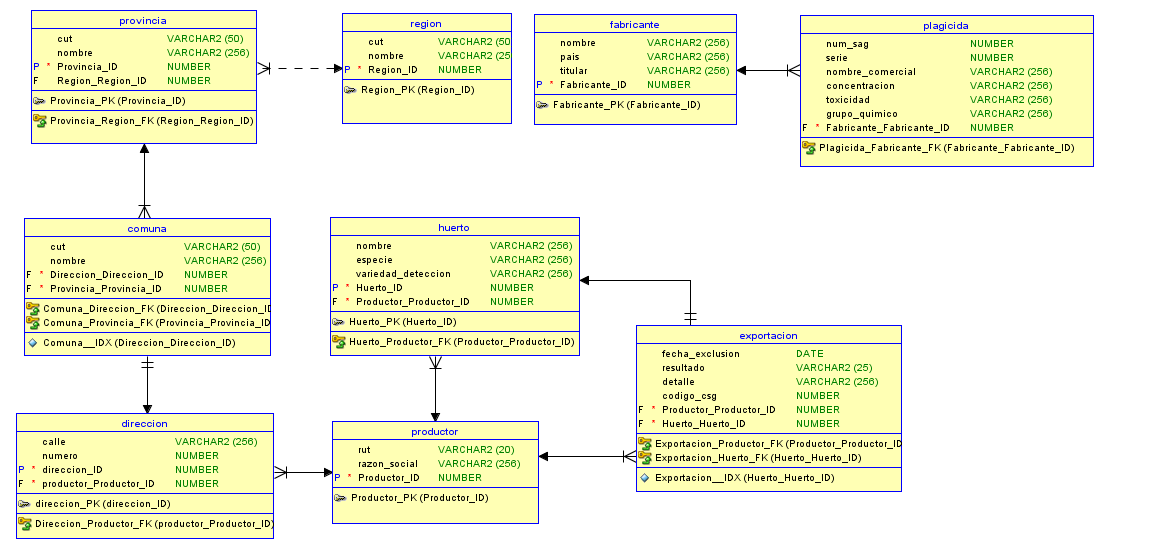 provincia
cut VARCHAR2 (50)
nombre VARCHAR2 (256)
P * Provincia_ID NUMBER
F Region_Region_ID NUMBER
Provincia_PK (Provincia_ID)
Provincia_Region_FK (Region_Region_ID)
region
cut VARCHAR2 (50
nombre VARCHAR2 (25
P * Region_ID NUMBER
Region_PK (Region_ID)
fabricante
nombre VARCHAR2 (256)
pais VARCHAR2 (256)
titular VARCHAR2 (256)
P * Fabricante_ID NUMBER
Fabricante_PK (Fabricante_ID)
plagicida
num_sag NUMBER
serie NUMBER
nombre_comercial VARCHAR2 (256)
concentracion VARCHAR2 (256)
toxicidad VARCHAR2 (256)
grupo_quimico VARCHAR2 (256)
F * Fabricante_Fabricante_ID NUMBER
Plagicida_Fabricante_FK (Fabricante_Fabricante_ID)
comuna
cut VARCHAR2 (50)
nombre VARCHAR2 (256)
F * Direccion_Direccion_ID NUMBER
F * Provincia_Provincia_ID NUMBER
Comuna_Direccion_FK (Direccion_Direccion_ID
Comuna_Provincia_FK (Provincia_Provincia_ID
Comuna__IDX (Direccion_Direccion_ID)
huerto
nombre VARCHAR2 (256)
especie VARCHAR2 (256)
variedad_deteccion VARCHAR2 (256)
P * Huerto_ID NUMBER
F * Productor_Productor_ID NUMBER
Huerto_PK (Huerto_ID)
Huerto_Productor_FK (Productor_Productor_ID)
exportacion
fecha_exclusion DATE
resultado VARCHAR2 (25)
detalle VARCHAR2 (256)
codigo_csg NUMBER
F * Productor_Productor_ID NUMBER
F * Huerto_Huerto_ID NUMBER
Exportacion_Productor_FK (Productor_Productor_ID
Exportacion_Huerto_FK (Huerto_Huerto_ID)
Exportacion__IDX (Huerto_Huerto_ID)
direccion
calle VARCHAR2 (256)
numero NUMBER
P * direccion_ID NUMBER
F * productor_Productor_ID NUMBER
direccion_PK (direccion_ID)
Direccion_Productor_FK (productor_Productor_ID)
productor
rut VARCHAR2 (20)
razon_social VARCHAR2 (256)
P * Productor_ID NUMBER
Productor_PK (Productor_ID)